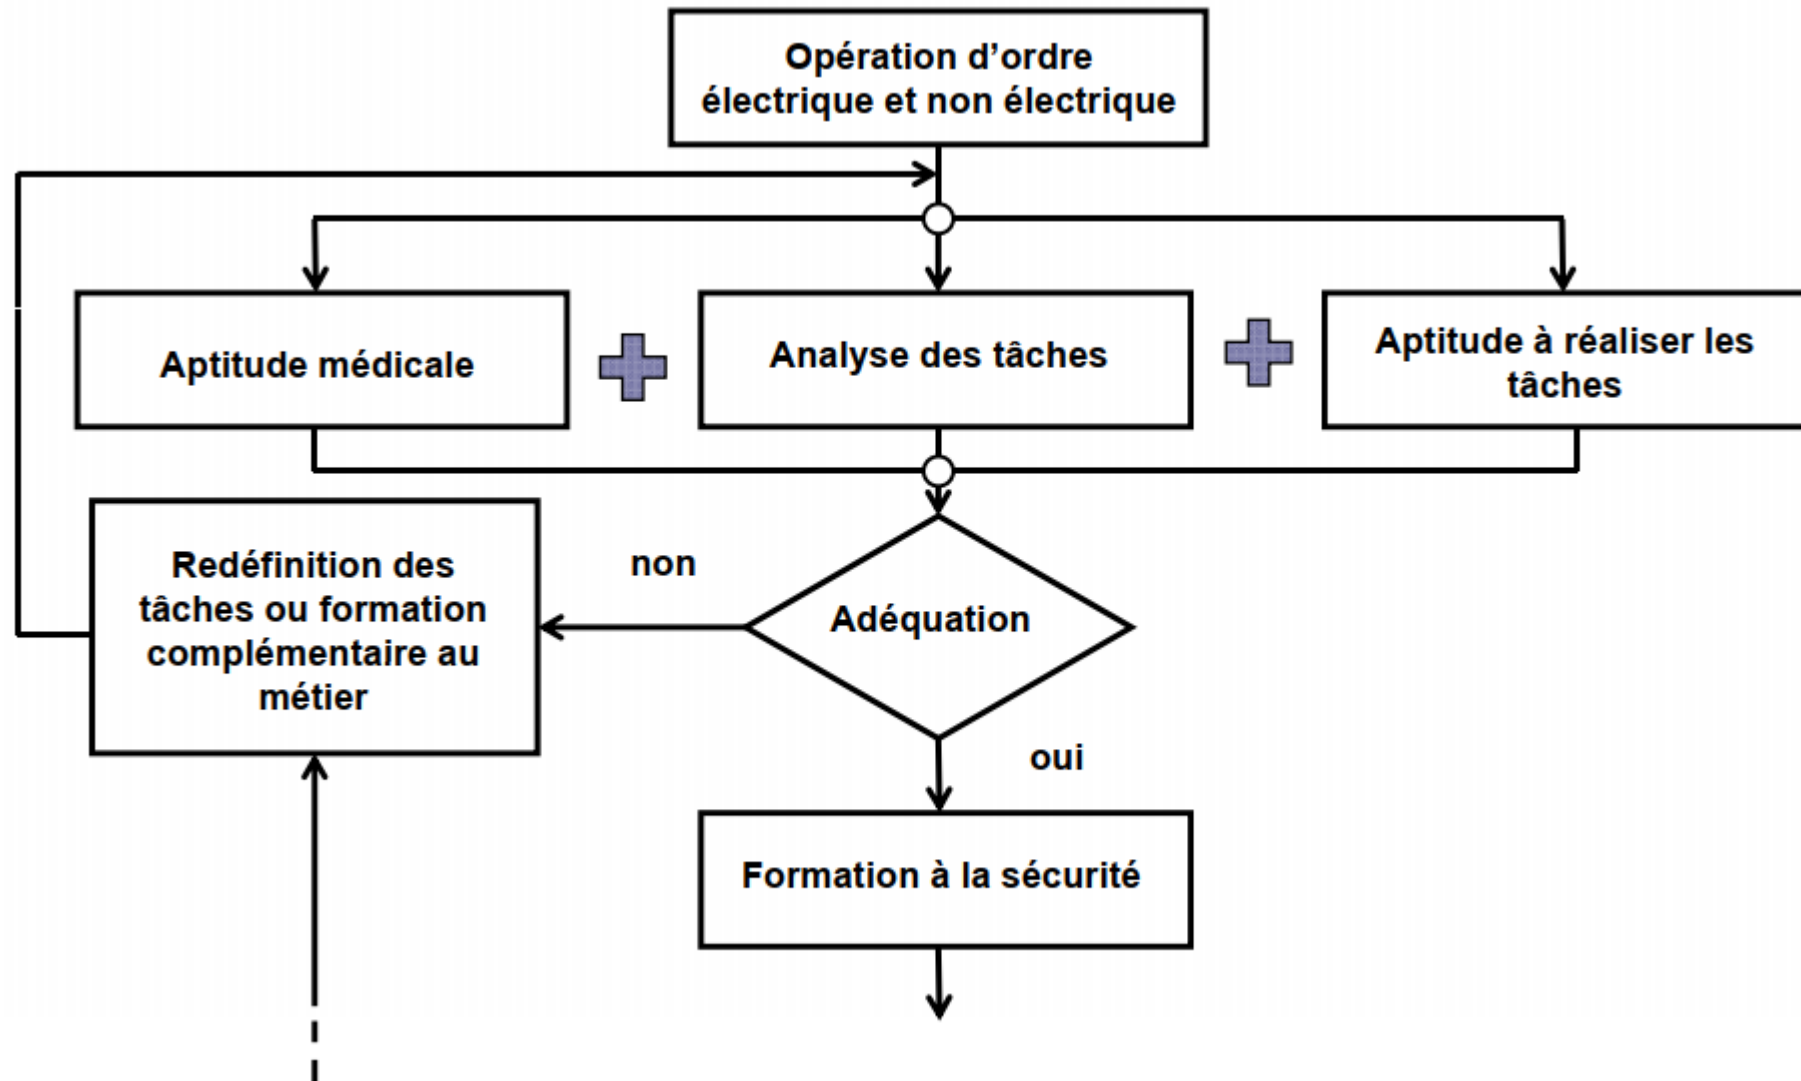 Opération d’ordre
électrique et non électrique
Aptitude médicale
Analyse des tâches
Aptitude à réaliser les
tâches
Redéfinition des
tâches ou formation
complémentaire au
métier
non
Adéquation
oui
Formation à la sécurité